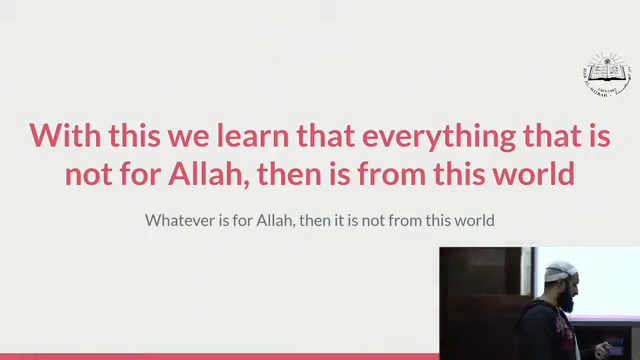 With this we learn that everything that is
not for Allah, then is from this world
Whatever is for Allah, then it is not from this world